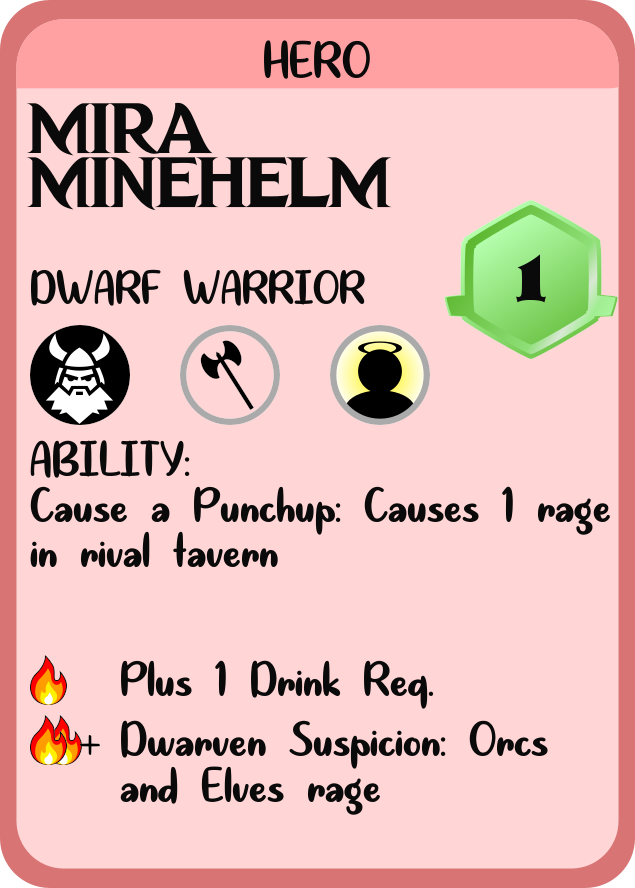 HERO
MIRA
MINEHELM
DWARF WARRIOR
1
ABILITY:
Cause a Punchup: Causes 1 rage
in rival tavern
Plus 1 Drink Req.
+ Dwarven Suspicion: Orcs
and Elves rage